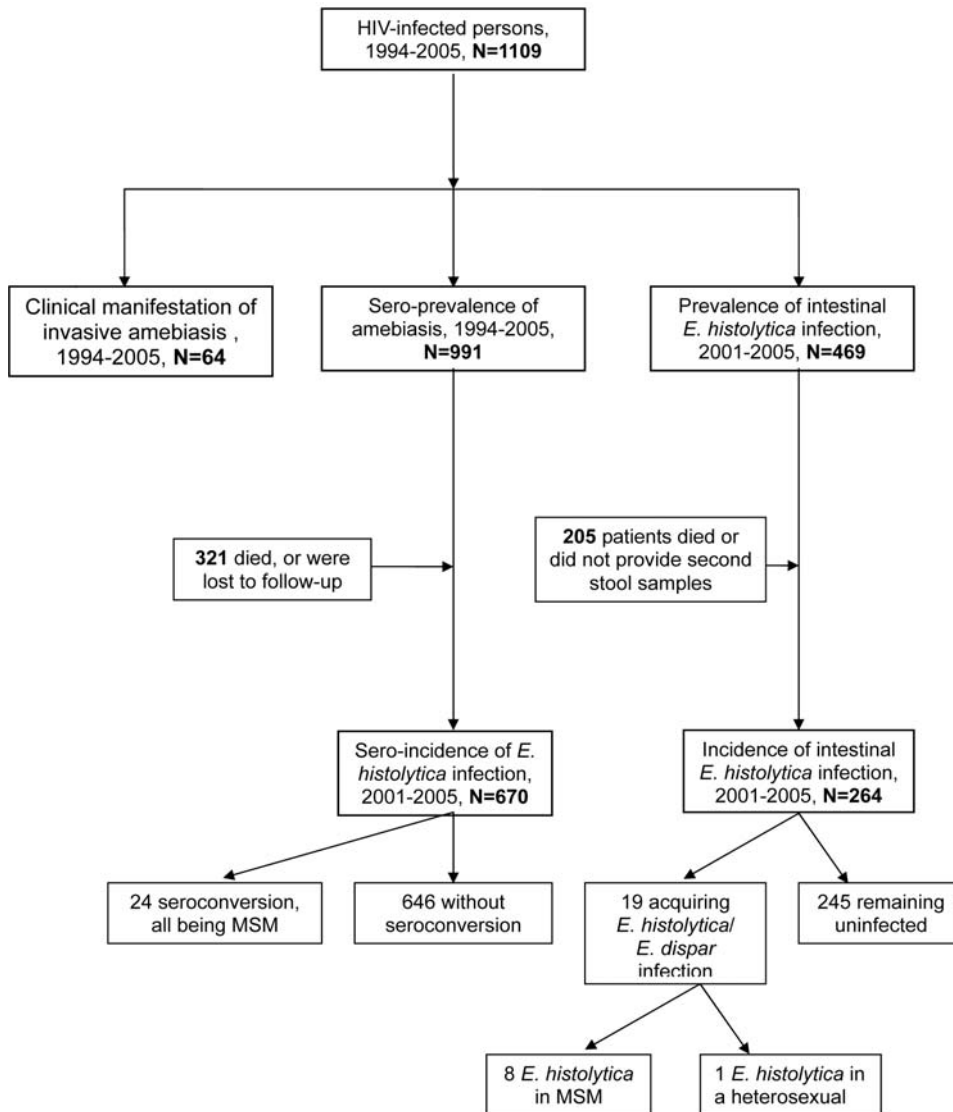 HIV-infected persons,
1994-2005, N=1109
Clinical manifestation of
invasive amebiasis ,
1994-2005, N=64
Sero-prevalence of
amebiasis, 1994-2005,
N=991
Prevalence of intestinal
E. histolytica infection,
2001-2005, N=469
321 died, or were
lost to follow-up
205 patients died or
did not provide second
stool samples
Sero-incidence of E.
histolytica infection,
2001-2005, N=670
Incidence of intestinal
E. histolytica infection,
2001-2005, N=264
24 seroconversion,
all being MSM
646 without
seroconversion
19 acquiring
E. histolytica/
E. dispar
infection
245 remaining
uninfected
8 E. histolytica
in MSM
1 E. histolytica in
a heterosexual